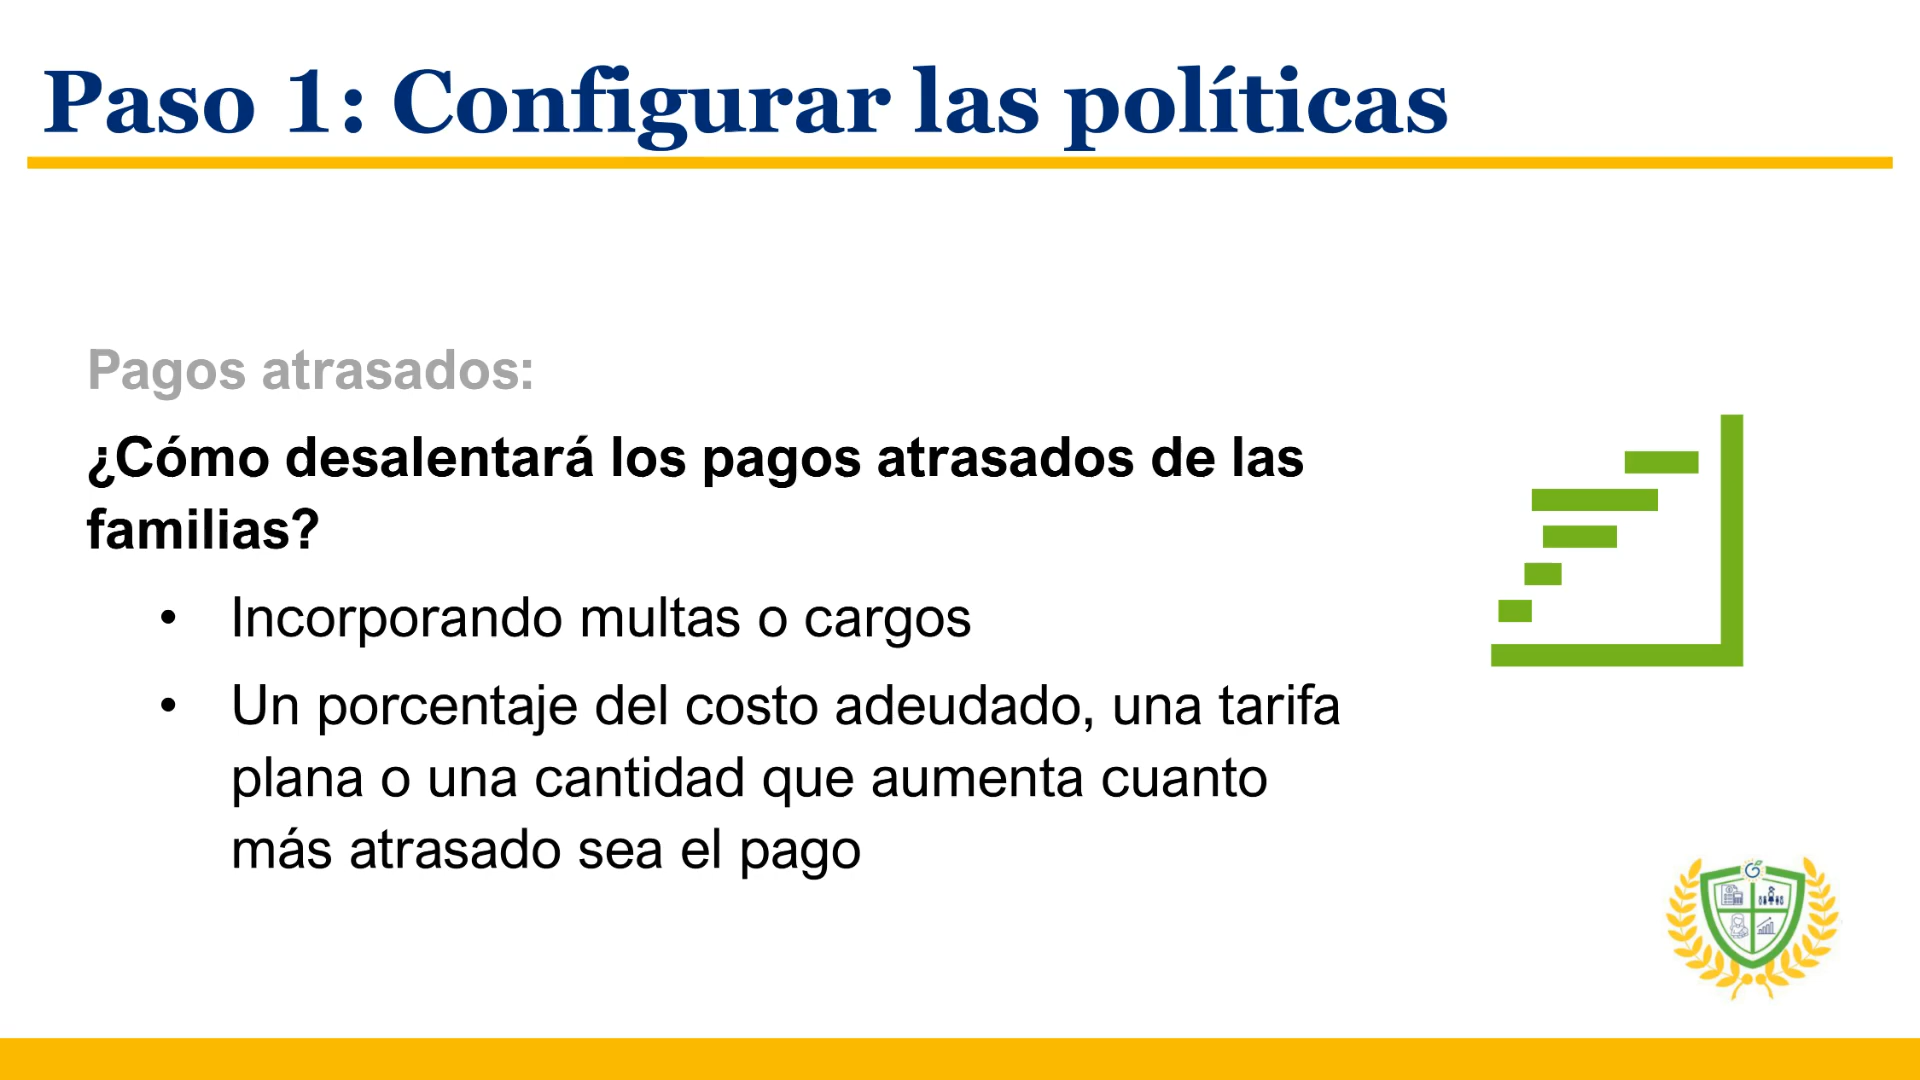 Paso 1: Configurar las políticas
Pagos atrasados:
¿Cómo desalentará los pagos atrasados de las
familias?
• Incorporando multas o cargos
• Un porcentaje del costo adeudado, una tarifa
plana o una cantidad que aumenta cuanto
más atrasado sea el pago